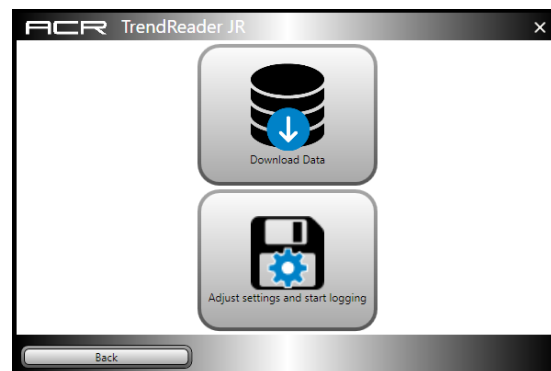 ACR TrendReader JR
Download Data
Adjust settings and start logging
Back